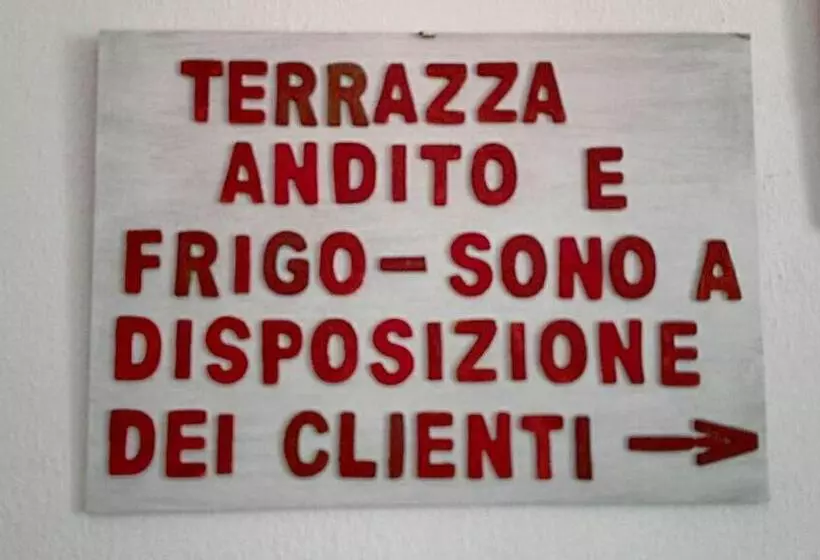 TERRAZZA
ANDITO E
FRIGO-SONO A
DISPOSIZIONE
DEI CLIENTI →